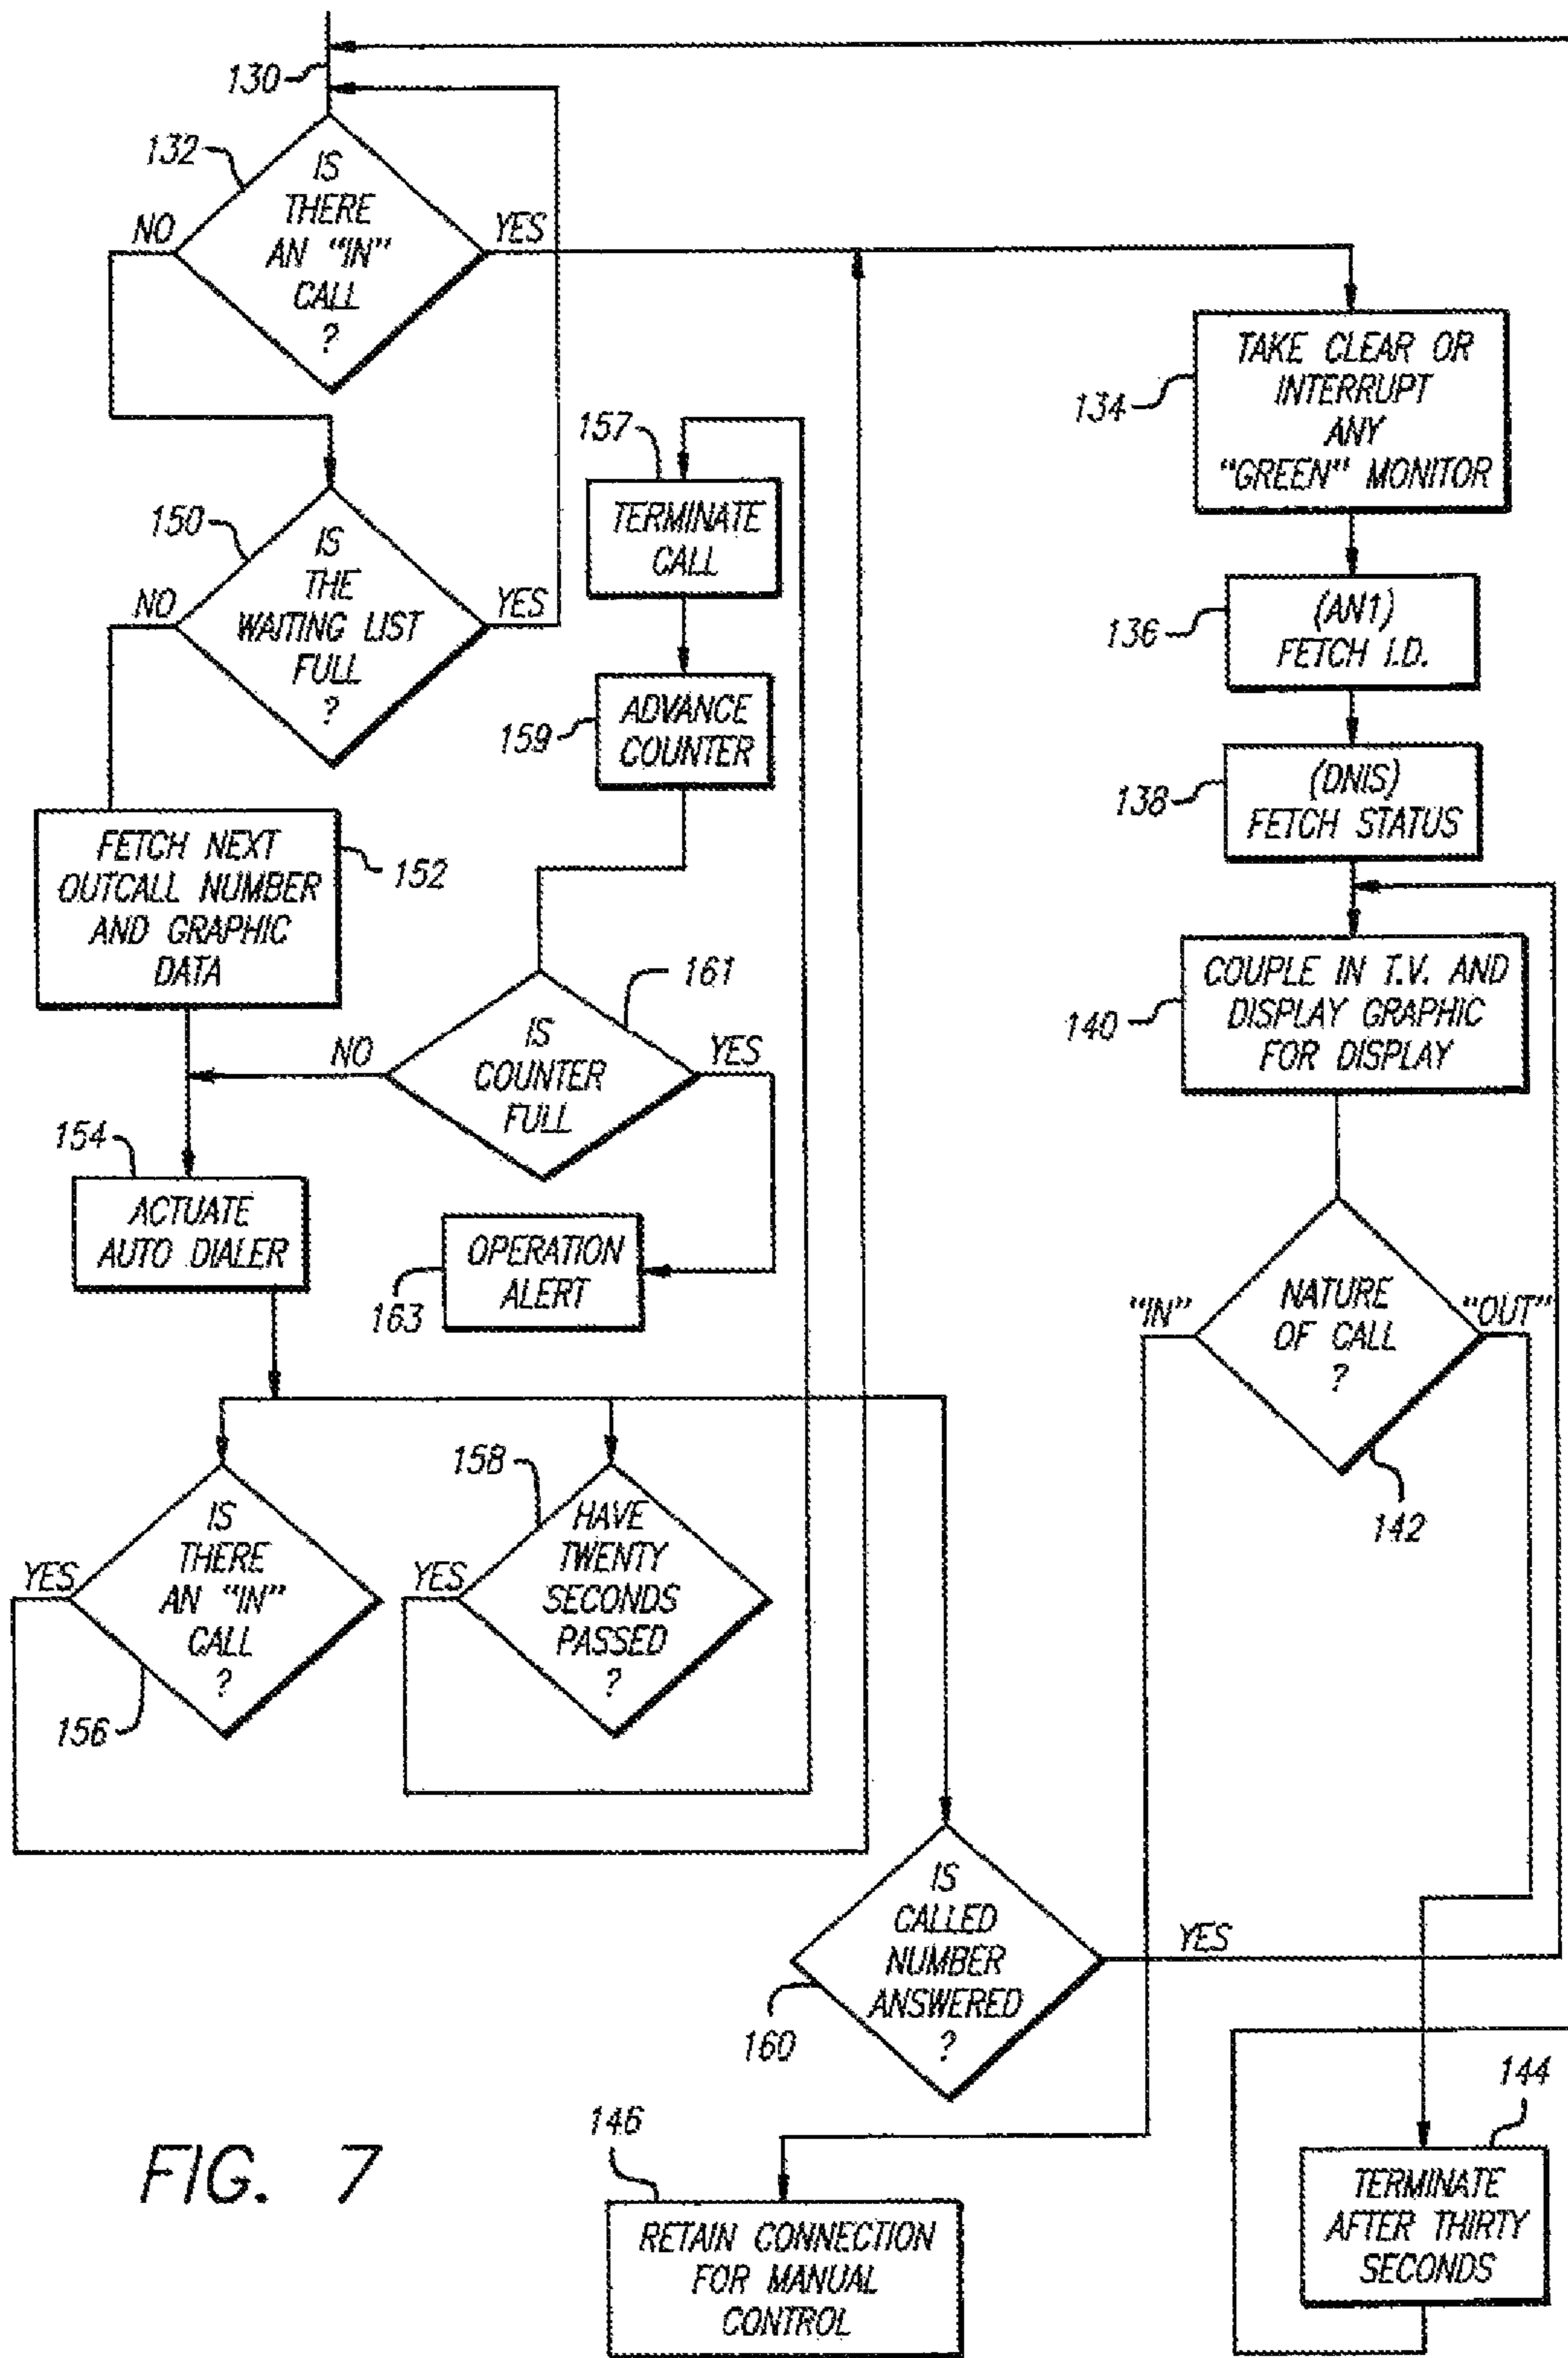 130
132
IS
THERE
AN "IN"
CALL
?
NO
YES
134
TAKE CLEAR OR
INTERRUPT
ANY
"GREEN" MONITOR
150
IS
THE
WAITING LIST
FULL
?
NO
YES
157
TERMINATE
CALL
136
(AN1)
FETCH I.D.
159
ADVANCE
COUNTER
138
(DNIS)
FETCH STATUS
FETCH NEXT
OUTCALL NUMBER
AND GRAPHIC
DATA
152
161
IS
COUNTER
FULL
NO
YES
140
COUPLE IN T.V. AND
DISPLAY GRAPHIC
FOR DISPLAY
154
ACTUATE
AUTO DIALER
OPERATION
ALERT
163
"IN"
NATURE
OF CALL
?
"OUT"
142
IS
THERE
AN "IN"
CALL
?
YES
156
158
HAVE
TWENTY
SECONDS
PASSED
?
YES
IS
CALLED
NUMBER
ANSWERED
?
YES
160
144
TERMINATE
AFTER THIRTY
SECONDS
146
RETAIN CONNECTION
FOR MANUAL
CONTROL
FIG. 7